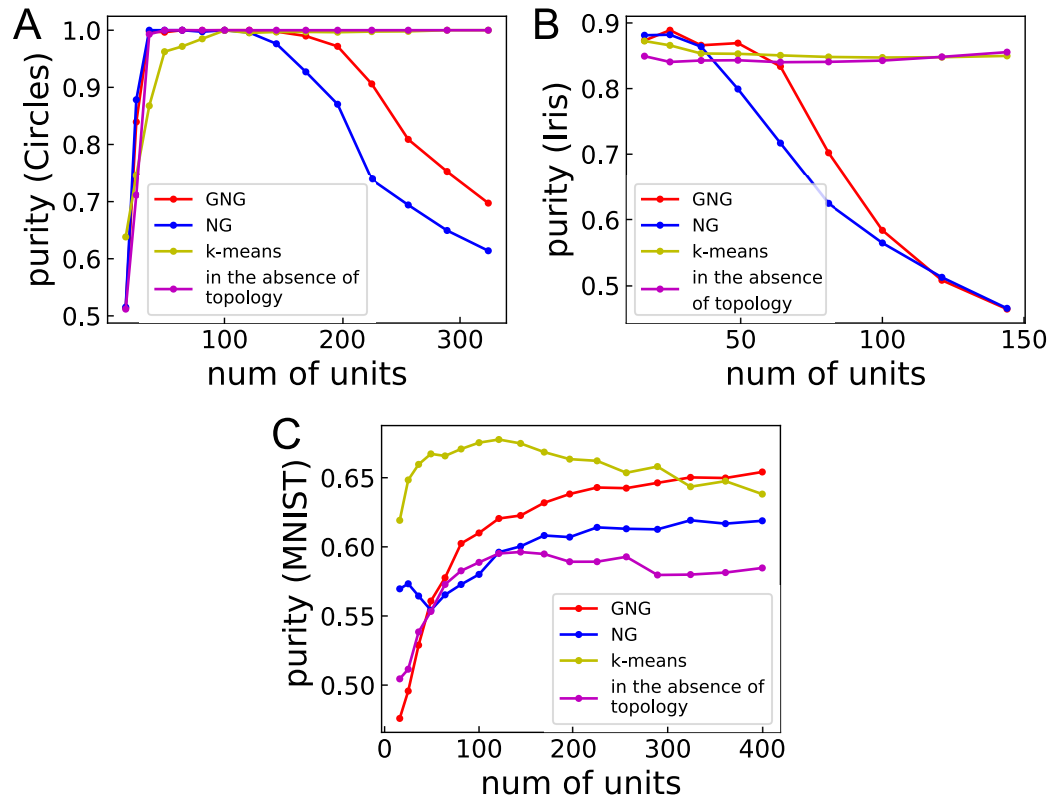 A
purity (Circles)
1.0
0.9
0.8
0.7
0.6
0.5
GNG
NG
k-means
in the absence of
topology
100
200
300
num of units
B
purity (Iris)
0.9
0.8
0.7
0.6
0.5
GNG
NG
k-means
in the absence
of topology
50
100
150
num of units
C
purity (MNIST)
0.65
0.60
0.55
0.50
GNG
NG
k-means
in the absence of
topology
0
100
200
300
400
num of units